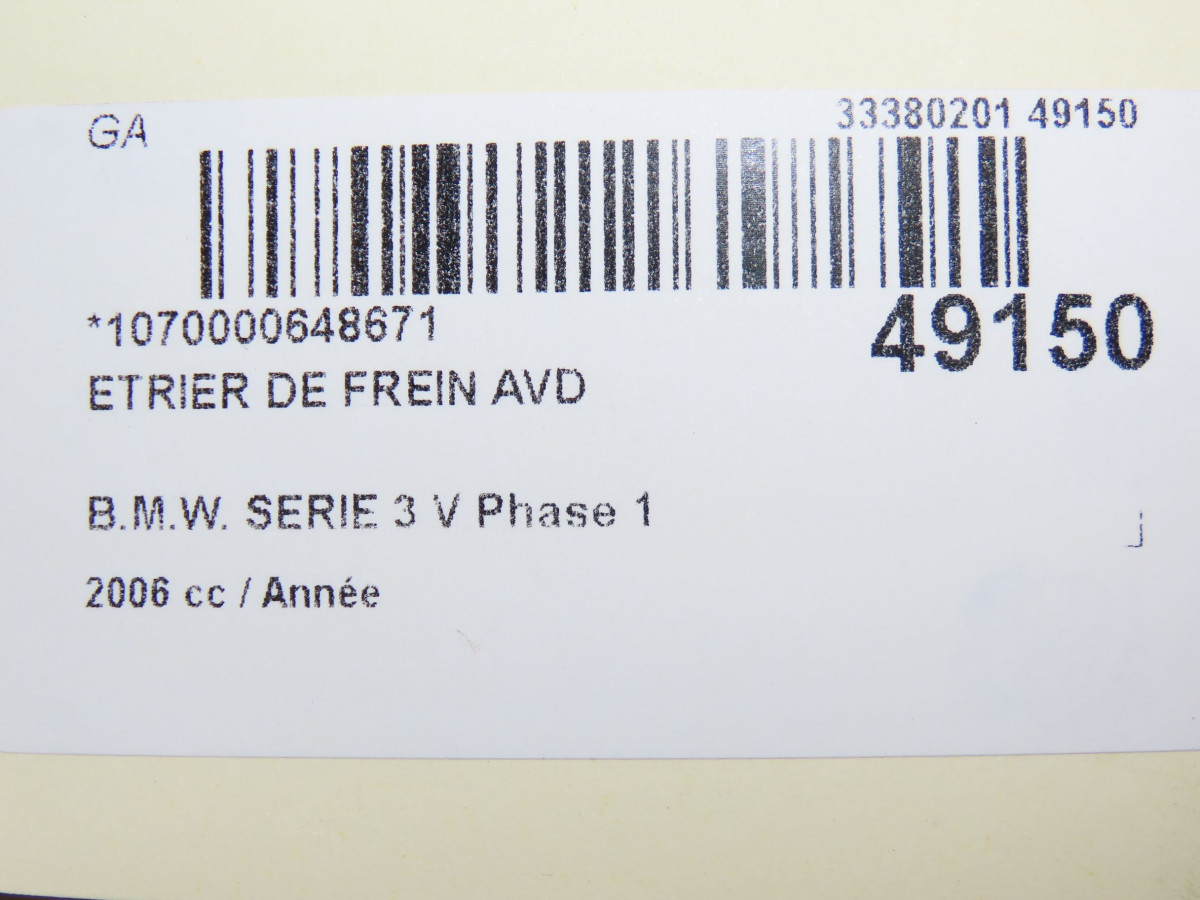 GA
33380201 49150
*1070000648671
49150
ETRIER DE FREIN AVD
B.M.W. SERIE 3 V Phase 1
2006 cc / Année